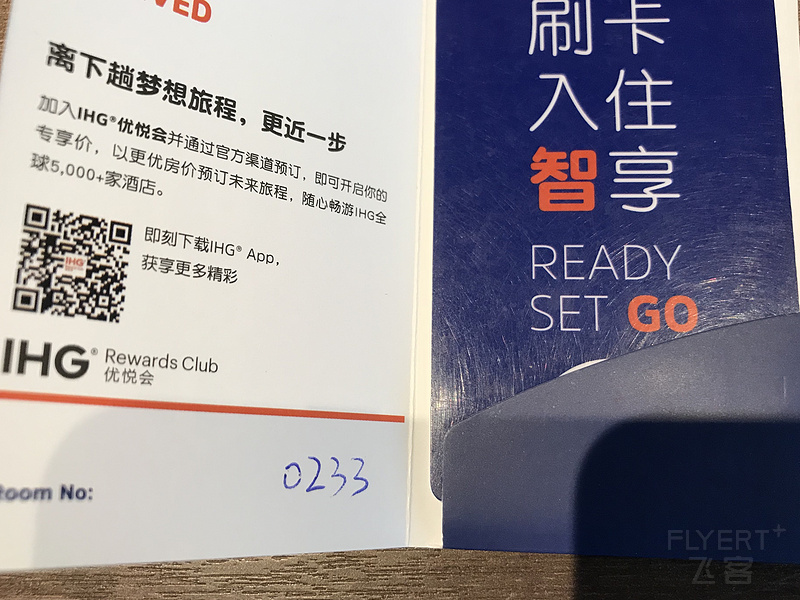 离下趟梦想旅程，更近一步
加入IHG®优悦会并通过官方渠道预订，即可开启你的
专享价，以更优房价预订未来旅程，随心畅游IHG全
球5,000+家酒店。
IHG
即刻下载IHG® App，
获享更多精彩
IHG® Rewards Club
优悦会
Room No:
0233
刷卡
入住
智享
READY
SET GO
FLYERT+
飞客